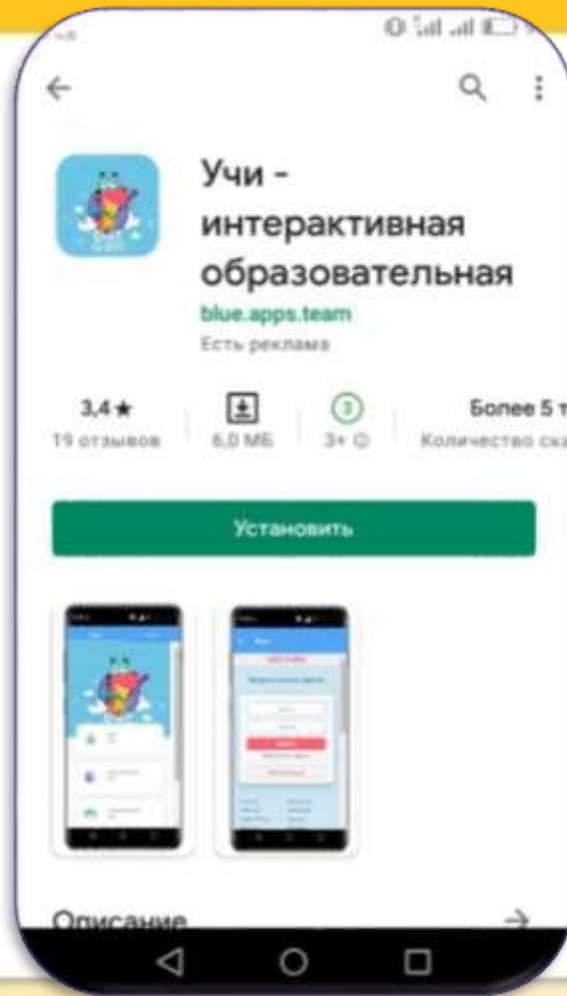 Учи -
интерактивная
образовательная
blue.apps.team
Есть реклама
3,4★
19 отзывов
6,0 МБ
3
3+
Более 5 т
Количество ска
Установить
Описание